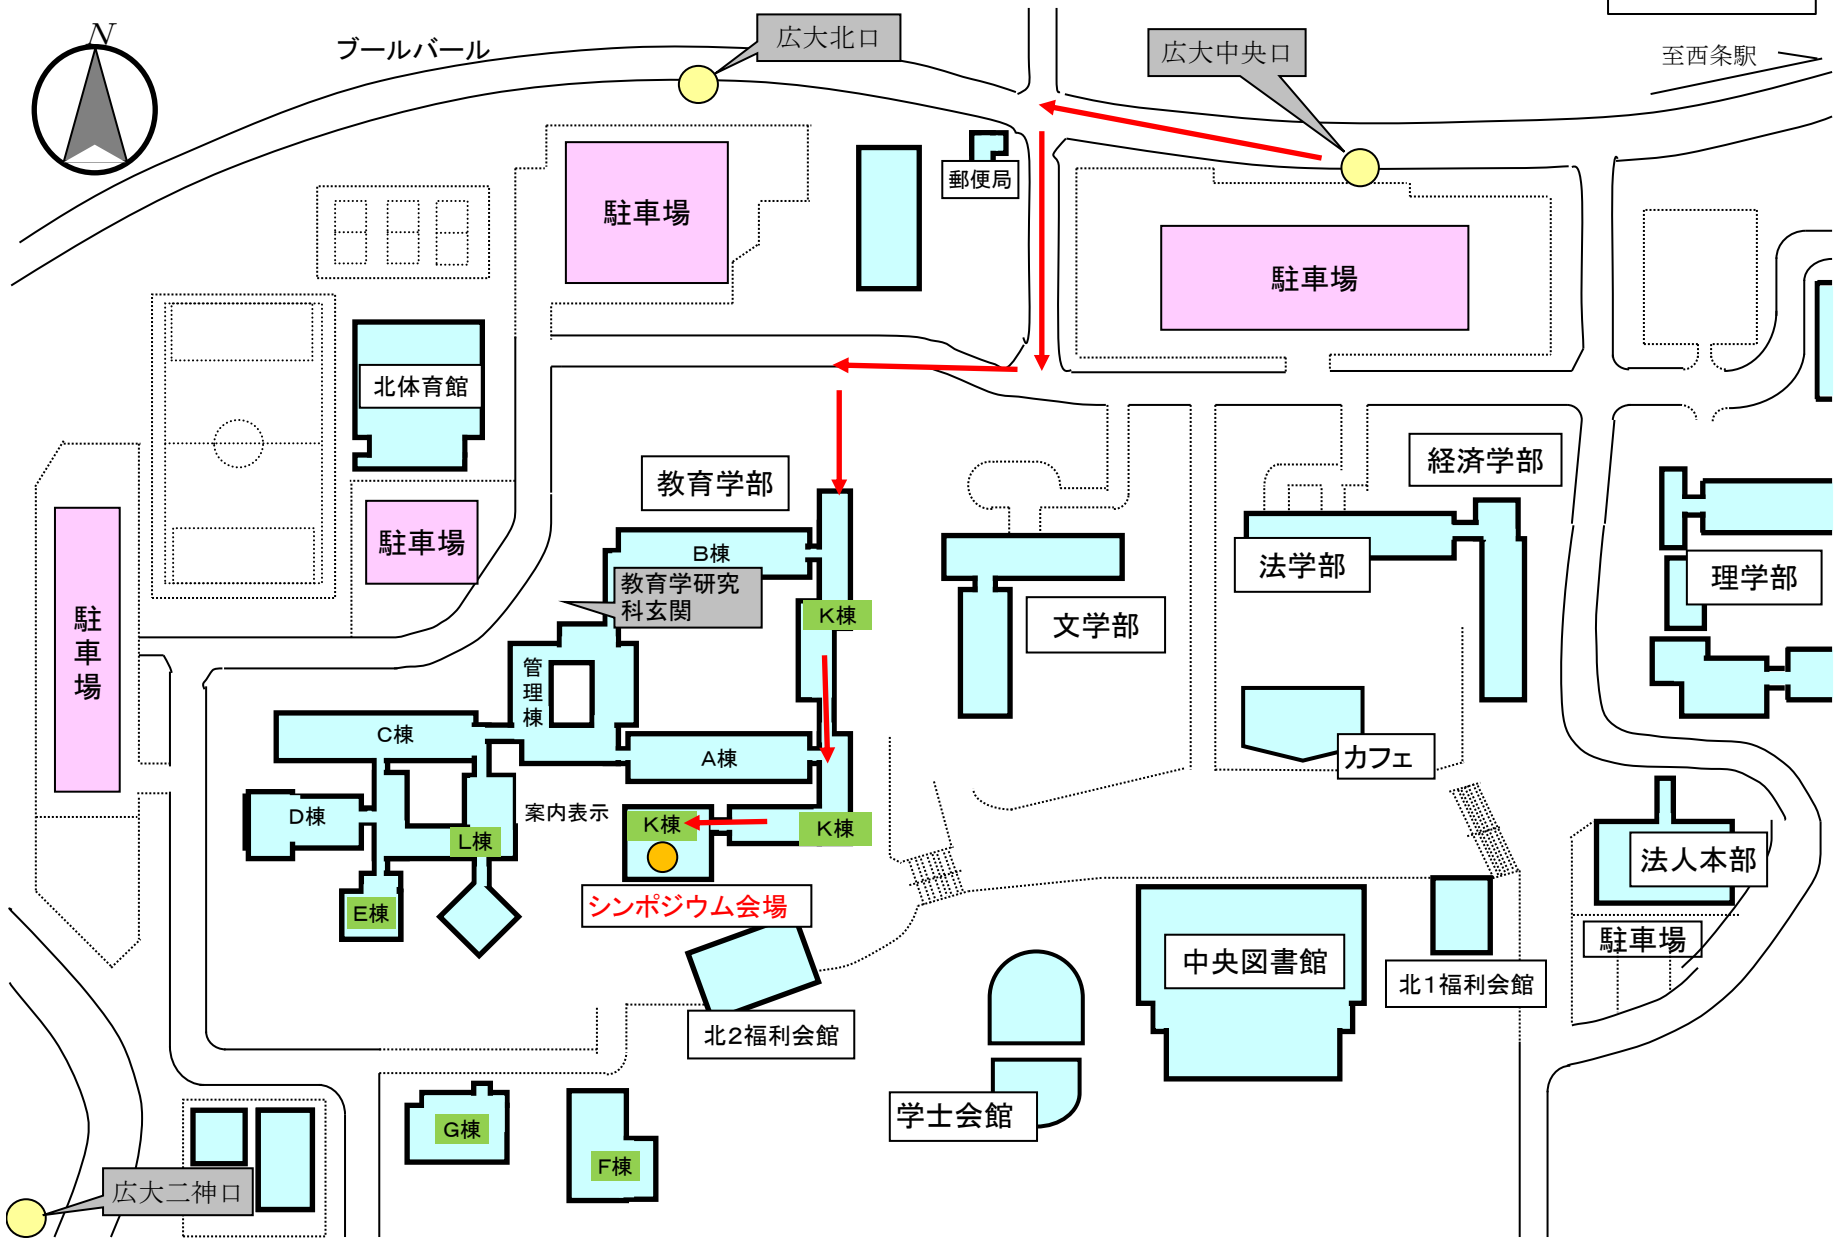 N
ブールバール
広大北口
広大中央口
至西条駅
郵便局
駐車場
駐車場
北体育館
教育学部
経済学部
駐車場
B棟
法学部
理学部
教育学研究
科玄関
K棟
文学部
駐車場
管理棟
C棟
A棟
カフェ
D棟
案内表示
K棟
K棟
L棟
法人本部
E棟
シンポジウム会場
駐車場
中央図書館
北1福利会館
北2福利会館
学士会館
G棟
F棟
広大二神口